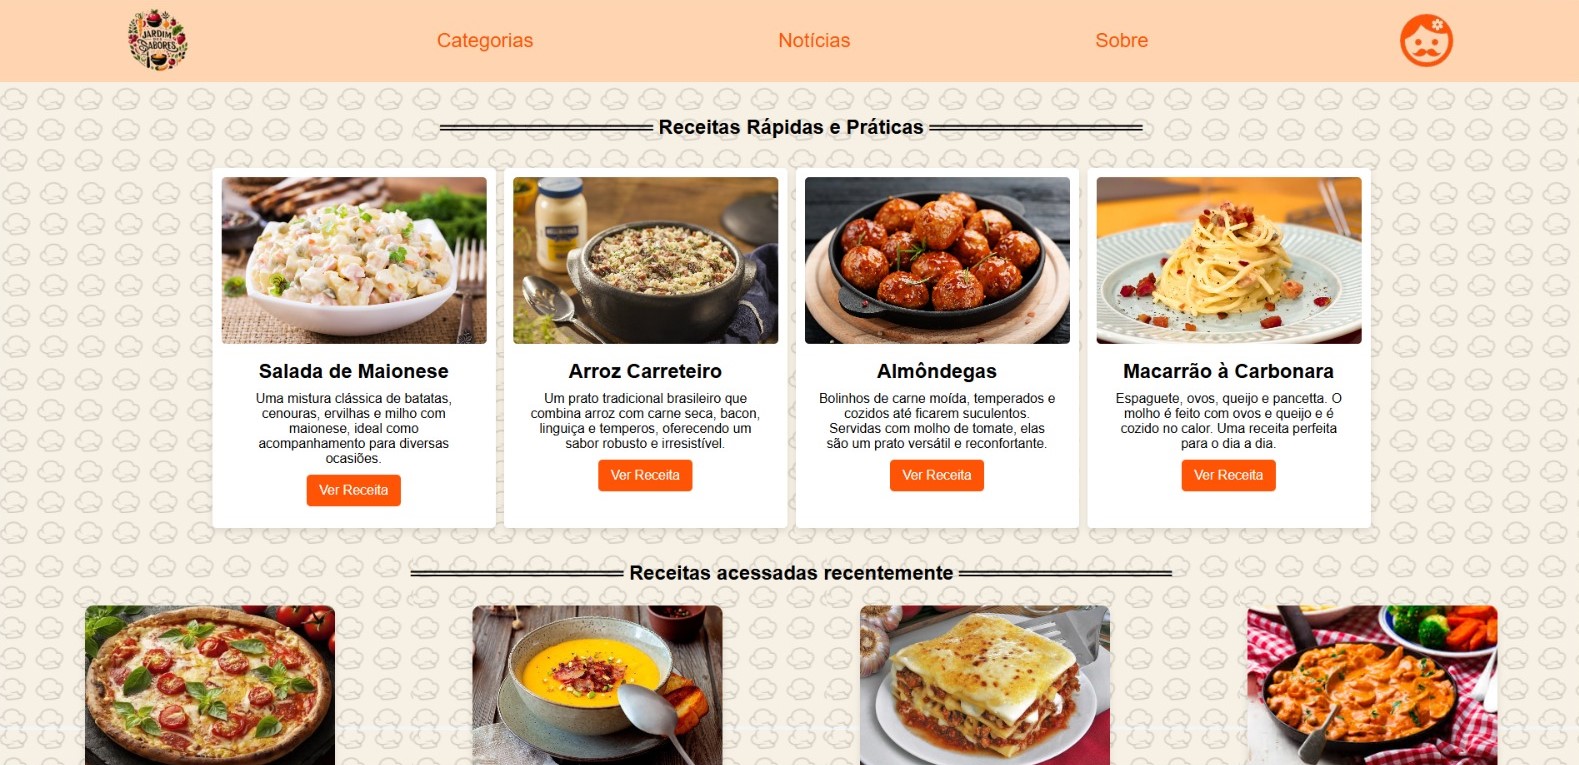 JARDIM
DOS
SABORES
Categorias
Notícias
Sobre
Receitas Rápidas e Práticas
Salada de Maionese
Uma mistura clássica de batatas,
cenouras, ervilhas e milho com
maionese, ideal como
acompanhamento para diversas
ocasiões.
Ver Receita
Arroz Carreteiro
Um prato tradicional brasileiro que
combina arroz com carne seca, bacon,
linguiça e temperos, oferecendo um
sabor robusto e irresistível.
Ver Receita
Almôndegas
Bolinhos de carne moída, temperados e
cozidos até ficarem suculentos.
Servidas com molho de tomate, elas
são um prato versátil e reconfortante.
Ver Receita
Macarrão à Carbonara
Espaguete, ovos, queijo e pancetta. O
molho é feito com ovos e queijo e é
cozido no calor. Uma receita perfeita
para o dia a dia.
Ver Receita
Receitas acessadas recentemente